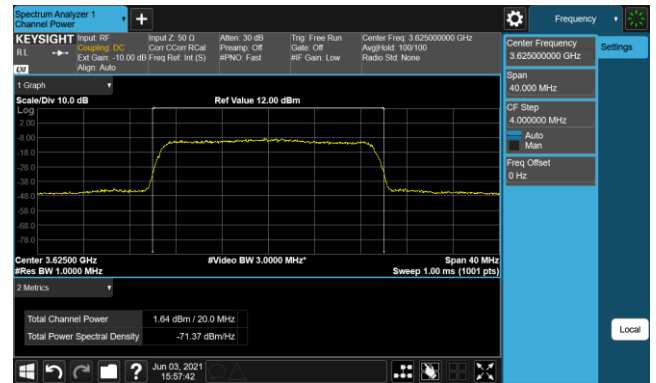 Spectrum Analyzer 1
Channel Power
+
Frequency
KEYSIGHT
RL
LXI
Input: RF
Coupling: DC
Ext Gain: -10.00 dB
Align: Auto
Input Z: 50 Ω
Corr CCorr RCal
Freq Ref: Int (S)
Atten: 30 dB
Preamp: Off
#PNO: Fast
Trig: Free Run
Gate: Off
#IF Gain: Low
Center Freq: 3.625000000 GHz
Avg|Hold: 100/100
Radio Std: None
Center Frequency
3.625000000 GHz
Settings
Span
40.000 MHz
CF Step
4.000000 MHz
Auto
Man
Freq Offset
0 Hz
1 Graph
Scale/Div 10.0 dB
Ref Value 12.00 dBm
Log
2.00
-8.00
-18.0
-28.0
-38.0
-48.0
-58.0
-68.0
-78.0
Center 3.62500 GHz
#Video BW 3.0000 MHz*
Span 40 MHz
#Res BW 1.0000 MHz
Sweep 1.00 ms (1001 pts)
2 Metrics
Total Channel Power 1.64 dBm / 20.0 MHz
Total Power Spectral Density -71.37 dBm/Hz
Local
?
Jun 03, 2021
15:57:42